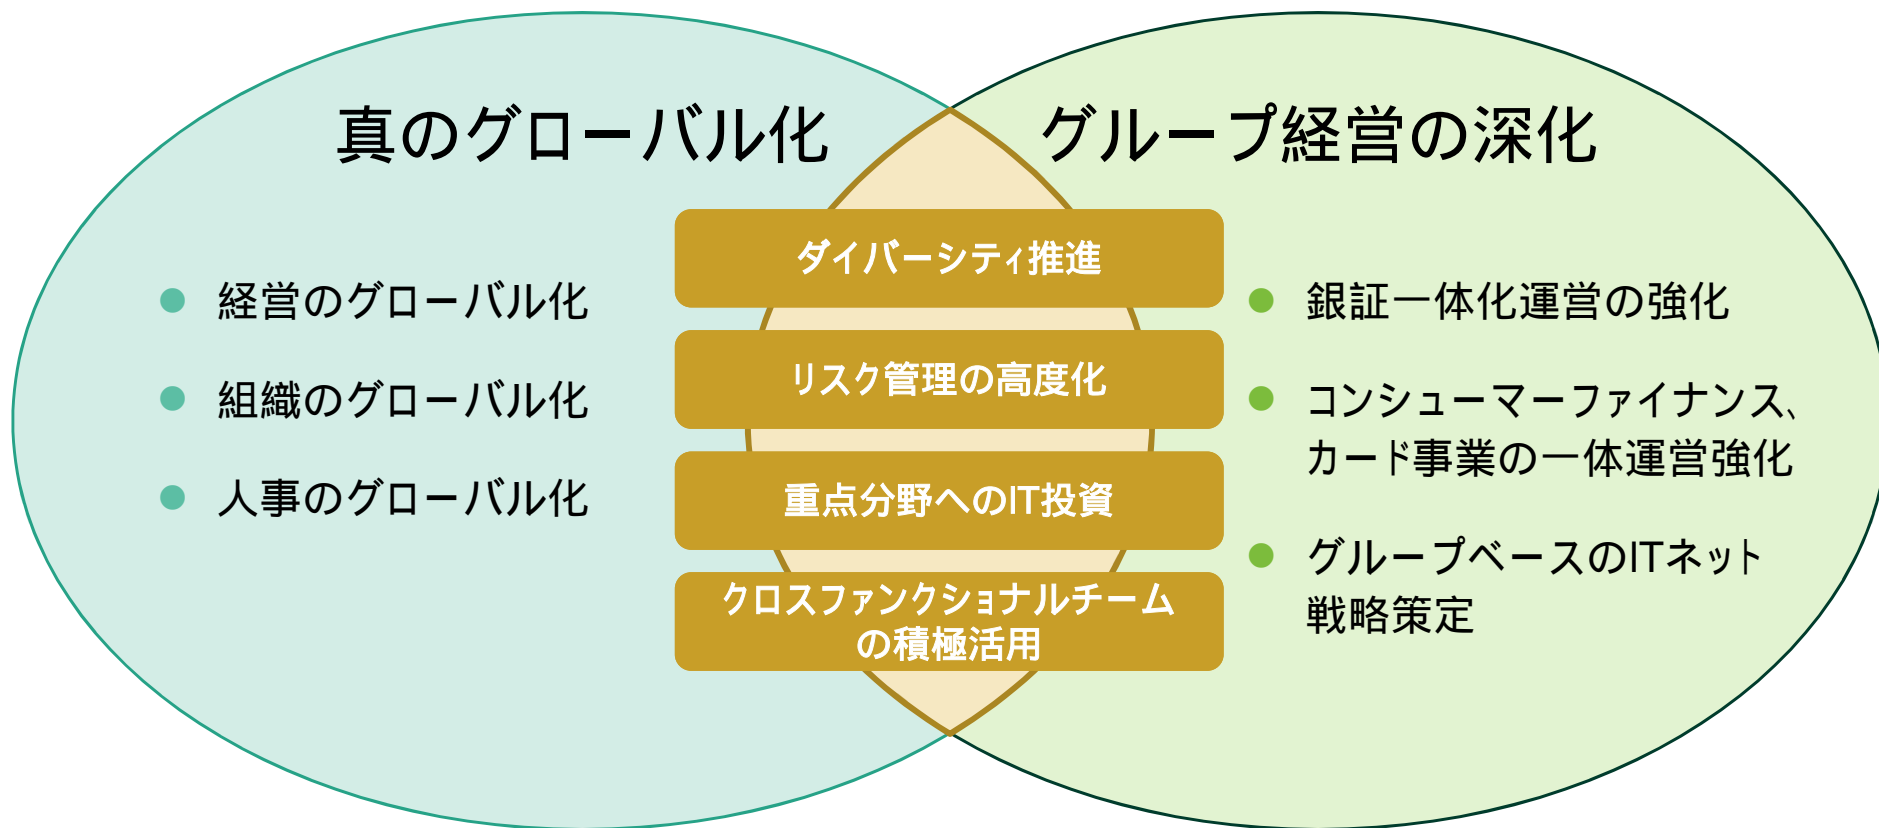 真のグローバル化
経営のグローバル化
組織のグローバル化
人事のグローバル化
ダイバーシティ推進
リスク管理の高度化
重点分野へのIT投資
クロスファンクショナルチーム
の積極活用
グループ経営の深化
銀証一体化運営の強化
コンシューマーファイナンス、
カード事業の一体運営強化
グループベースのITネット
戦略策定